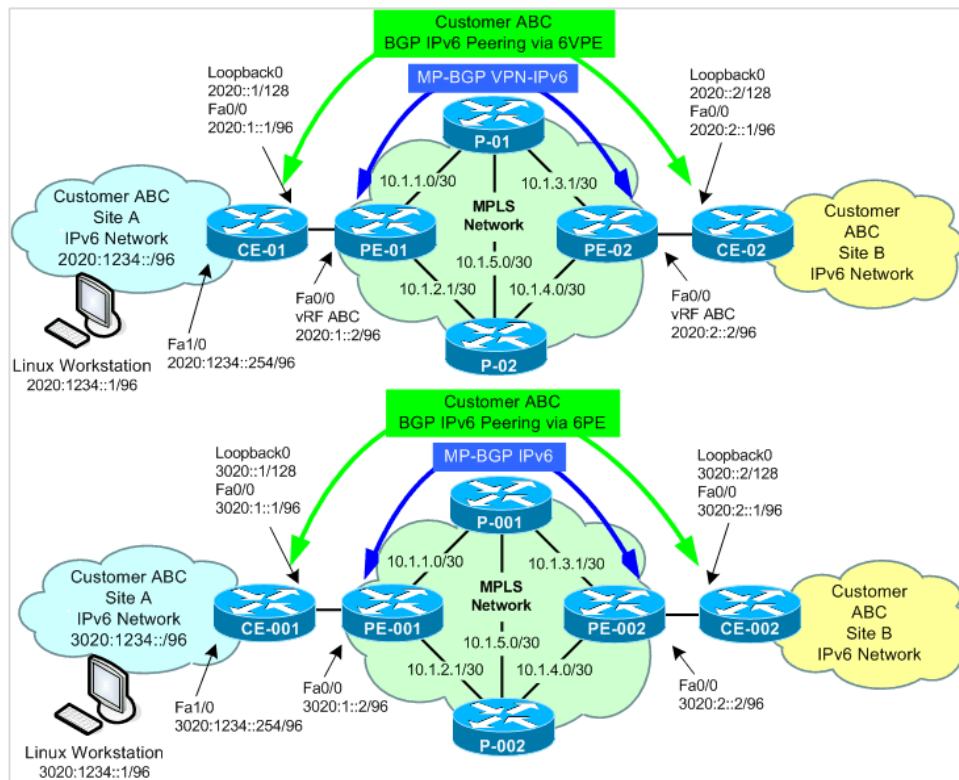 Customer ABC
BGP IPv6 Peering via 6VPE
MP-BGP VPN-IPv6
Loopback0
2020::1/128
Fa0/0
2020:1::1/96
Loopback0
2020::2/128
Fa0/0
2020:2::1/96
P-01
10.1.1.0/30
10.1.3.1/30
MPLS
Network
Customer ABC
Site A
IPv6 Network
2020:1234::/96
CE-01
PE-01
PE-02
CE-02
Customer
ABC
Site B
IPv6 Network
10.1.5.0/30
10.1.2.1/30
10.1.4.0/30
Fa0/0
vRF ABC
2020:1::2/96
Fa0/0
vRF ABC
2020:2::2/96
Fa1/0
2020:1234::254/96
P-02
Linux Workstation
2020:1234::1/96
Customer ABC
BGP IPv6 Peering via 6PE
MP-BGP IPv6
Loopback0
3020::1/128
Fa0/0
3020:1::1/96
Loopback0
3020::2/128
Fa0/0
3020:2::1/96
P-001
10.1.1.0/30
10.1.3.1/30
MPLS
Network
Customer ABC
Site A
IPv6 Network
3020:1234::/96
CE-001
PE-001
PE-002
CE-002
Customer
ABC
Site B
IPv6 Network
10.1.5.0/30
10.1.2.1/30
10.1.4.0/30
Fa0/0
3020:1::2/96
Fa0/0
3020:2::2/96
Fa1/0
3020:1234::254/96
P-002
Linux Workstation
3020:1234::1/96